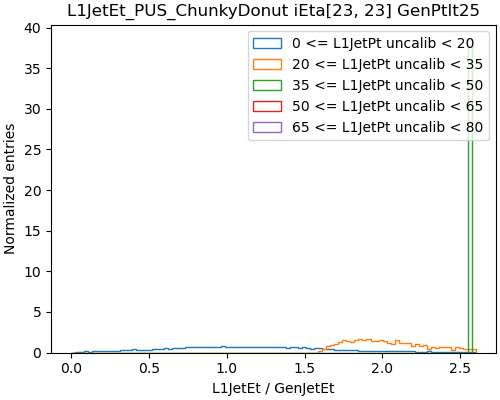 L1JetEt_PUS_ChunkyDonut iEta[23, 23] GenPtlt25
40
35
30
25
20
15
10
5
0
Normalized entries
0 <= L1JetPt uncalib < 20
20 <= L1JetPt uncalib < 35
35 <= L1JetPt uncalib < 50
50 <= L1JetPt uncalib < 65
65 <= L1JetPt uncalib < 80
0.0 0.5 1.0 1.5 2.0 2.5
L1JetEt / GenJetEt